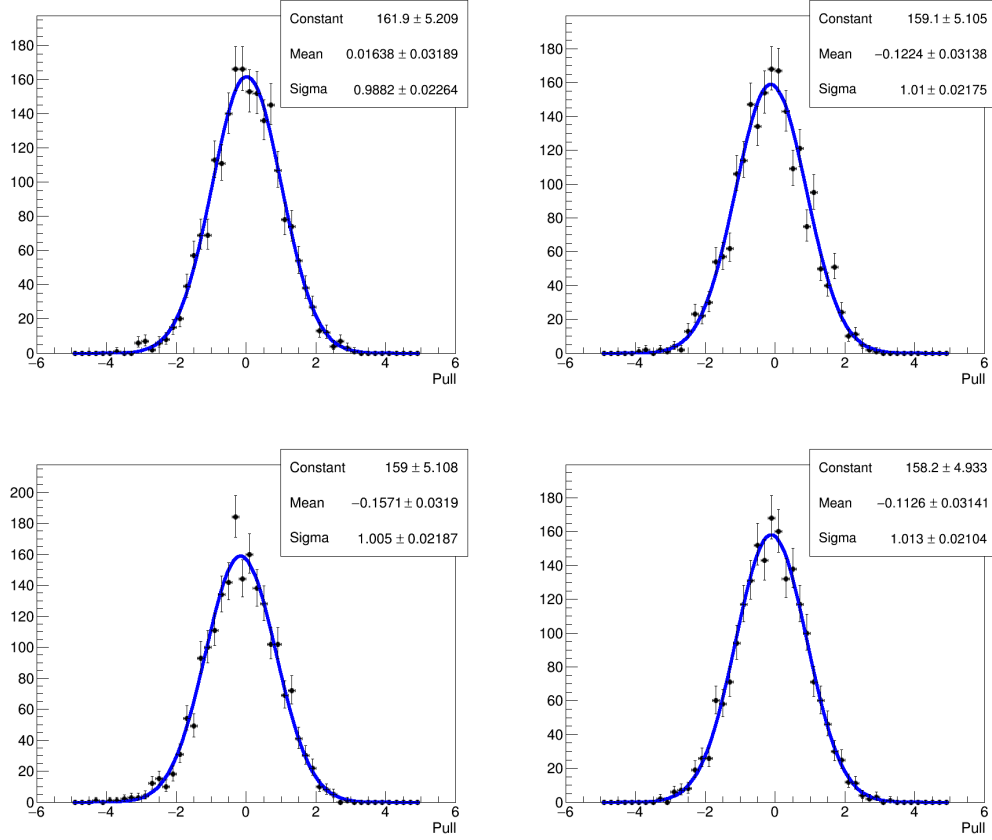 Constant 161.9 ± 5.209
Mean 0.01638 ± 0.03189
Sigma 0.9882 ± 0.02264
180
160
140
120
100
80
60
40
20
0
−6 −4 −2 0 2 4 6
Pull
Constant 159.1 ± 5.105
Mean −0.1224 ± 0.03138
Sigma 1.01 ± 0.02175
180
160
140
120
100
80
60
40
20
0
−6 −4 −2 0 2 4 6
Pull
Constant 159 ± 5.108
Mean −0.1571 ± 0.0319
Sigma 1.005 ± 0.02187
200
180
160
140
120
100
80
60
40
20
0
−6 −4 −2 0 2 4 6
Pull
Constant 158.2 ± 4.933
Mean −0.1126 ± 0.03141
Sigma 1.013 ± 0.02104
180
160
140
120
100
80
60
40
20
0
−6 −4 −2 0 2 4 6
Pull